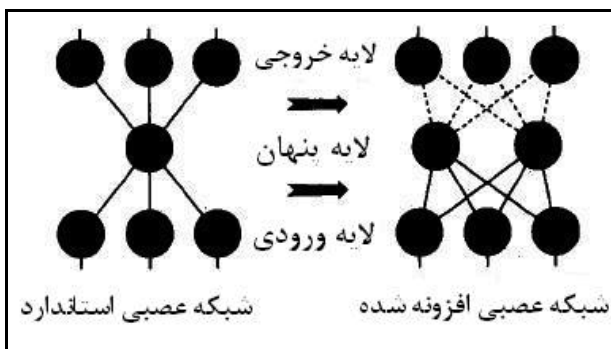 لایه خروجی
لایه پنهان
لایه ورودی
شبکه عصبی افزونه شده
شبکه عصبی استاندارد